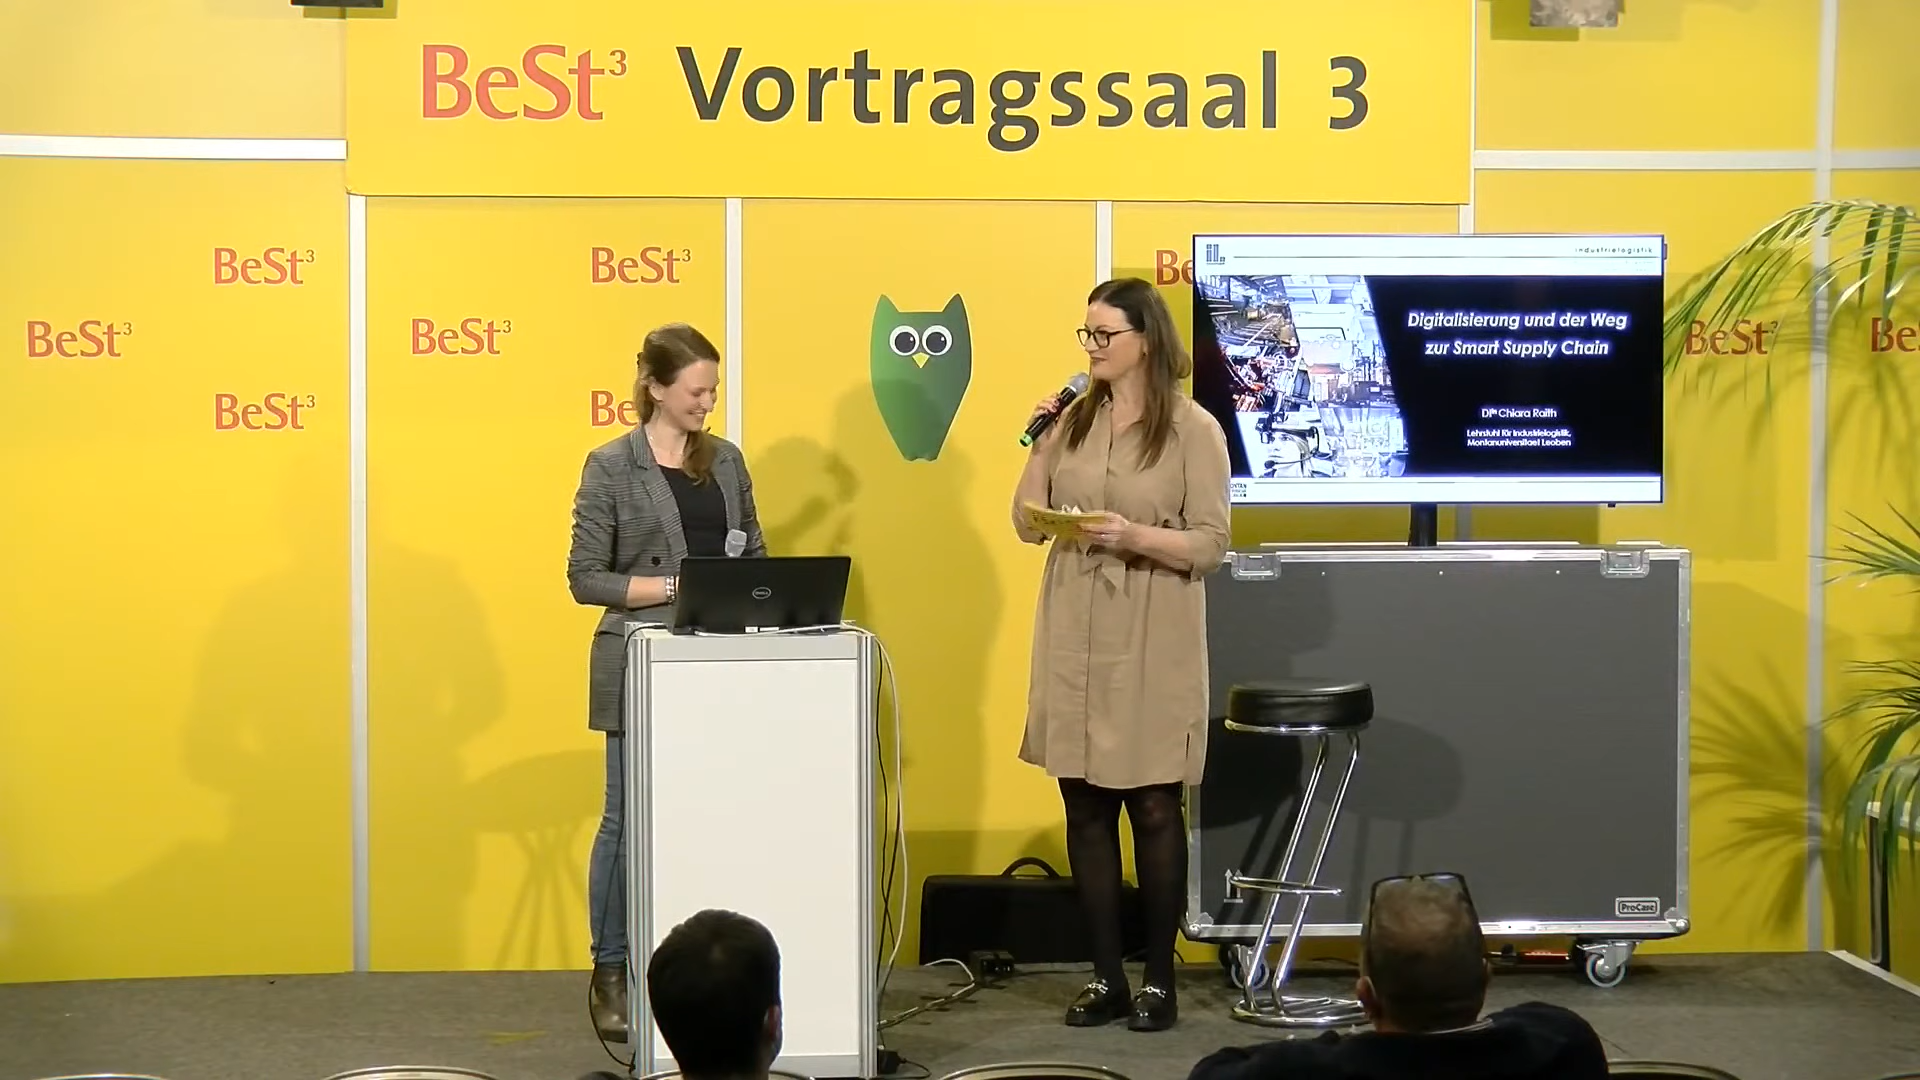 BeSt³ Vortragssaal 3
BeSt³
BeSt³
BeSt³
BeSt³
BeSt³
BeSt³
BeSt³
industrielogistik
Digitalisierung und der Weg
zur Smart Supply Chain
DIin Chiara Raith
Lehrstuhl für Industrielogistik,
Montanuniversitaet Leoben
DELL
ProCase